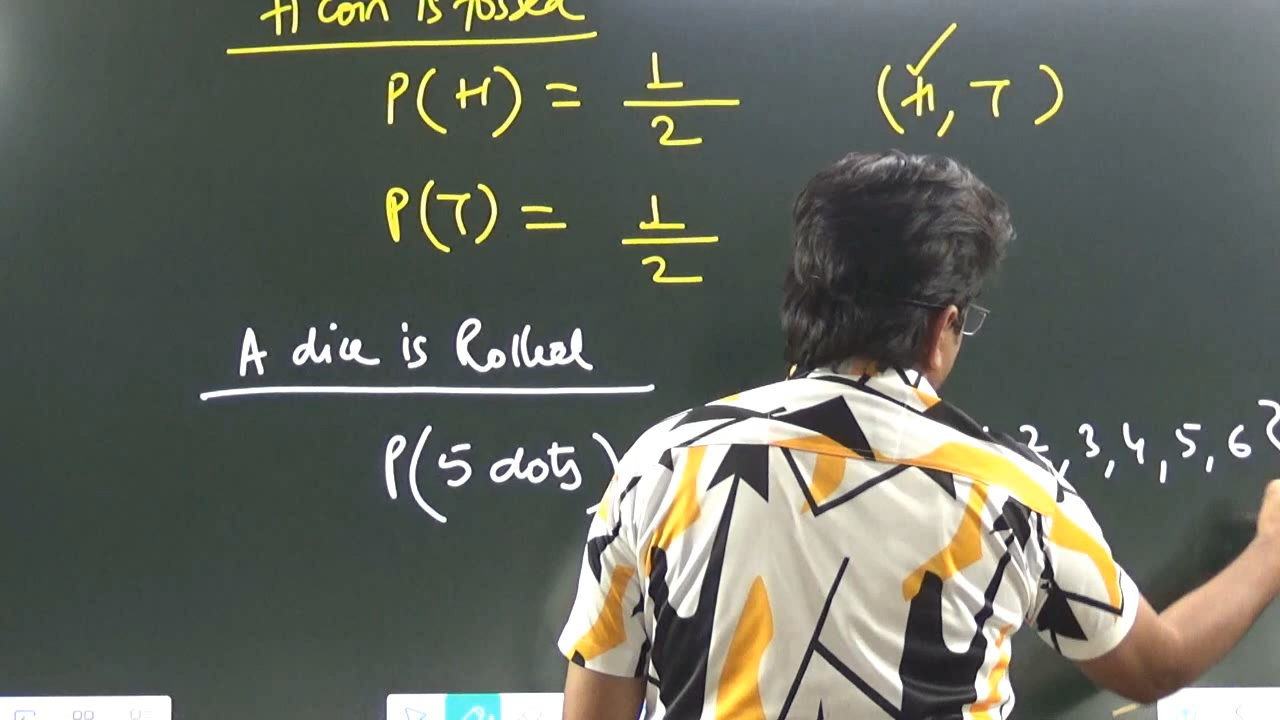 A coin is tossed
P(H) = 1/2 (H, T)
P(T) = 1/2
A dice is Rolled
P(5 dots) 2, 3, 4, 5, 6}